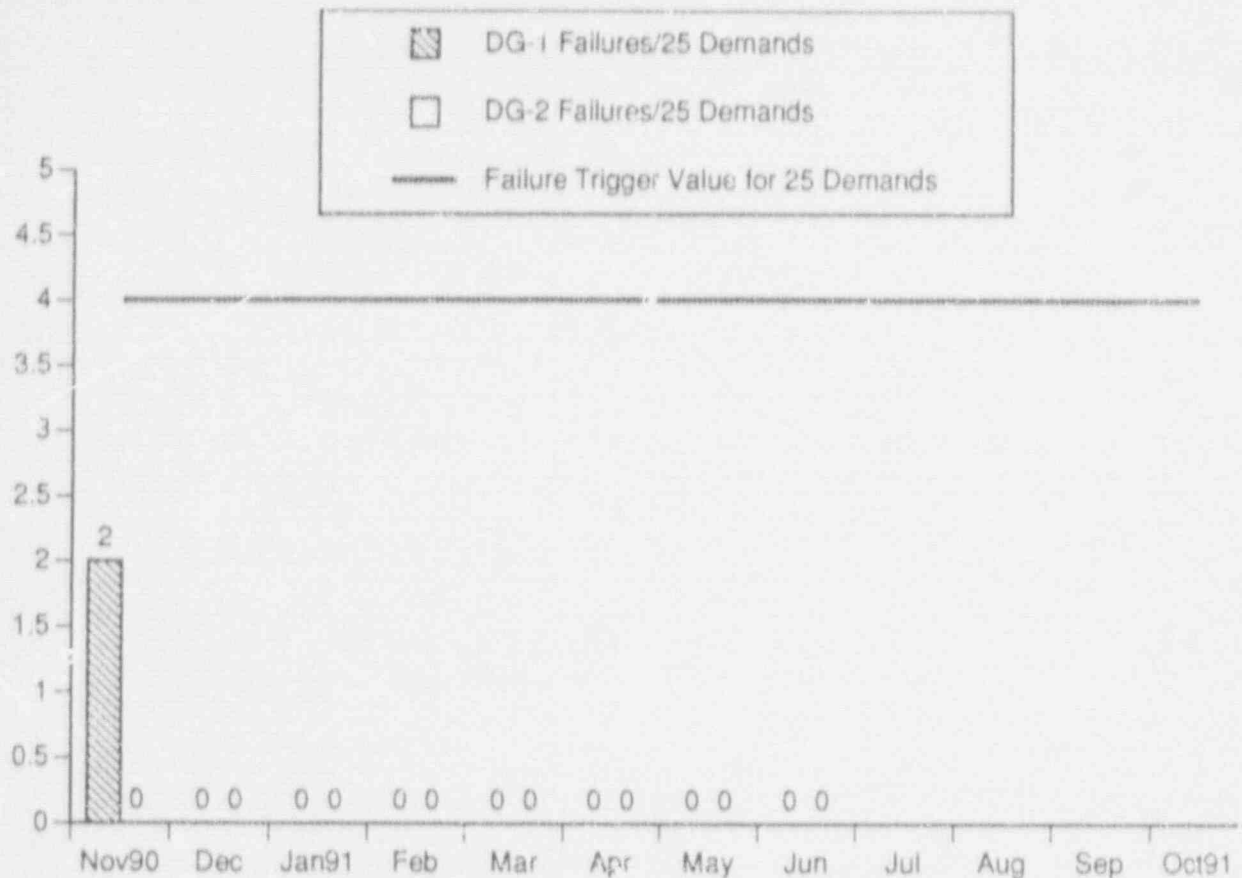 DG-1 Failures/25 Demands
DG-2 Failures/25 Demands
Failure Trigger Value for 25 Demands
5
4.5
4
3.5
3
2.5
2
1.5
1
0.5
0
2
0 0 0 0 0 0 0 0 0 0 0 0 0 0 0
Nov90 Dec Jan91 Feb Mar Apr May Jun Jul Aug Sep Oct91